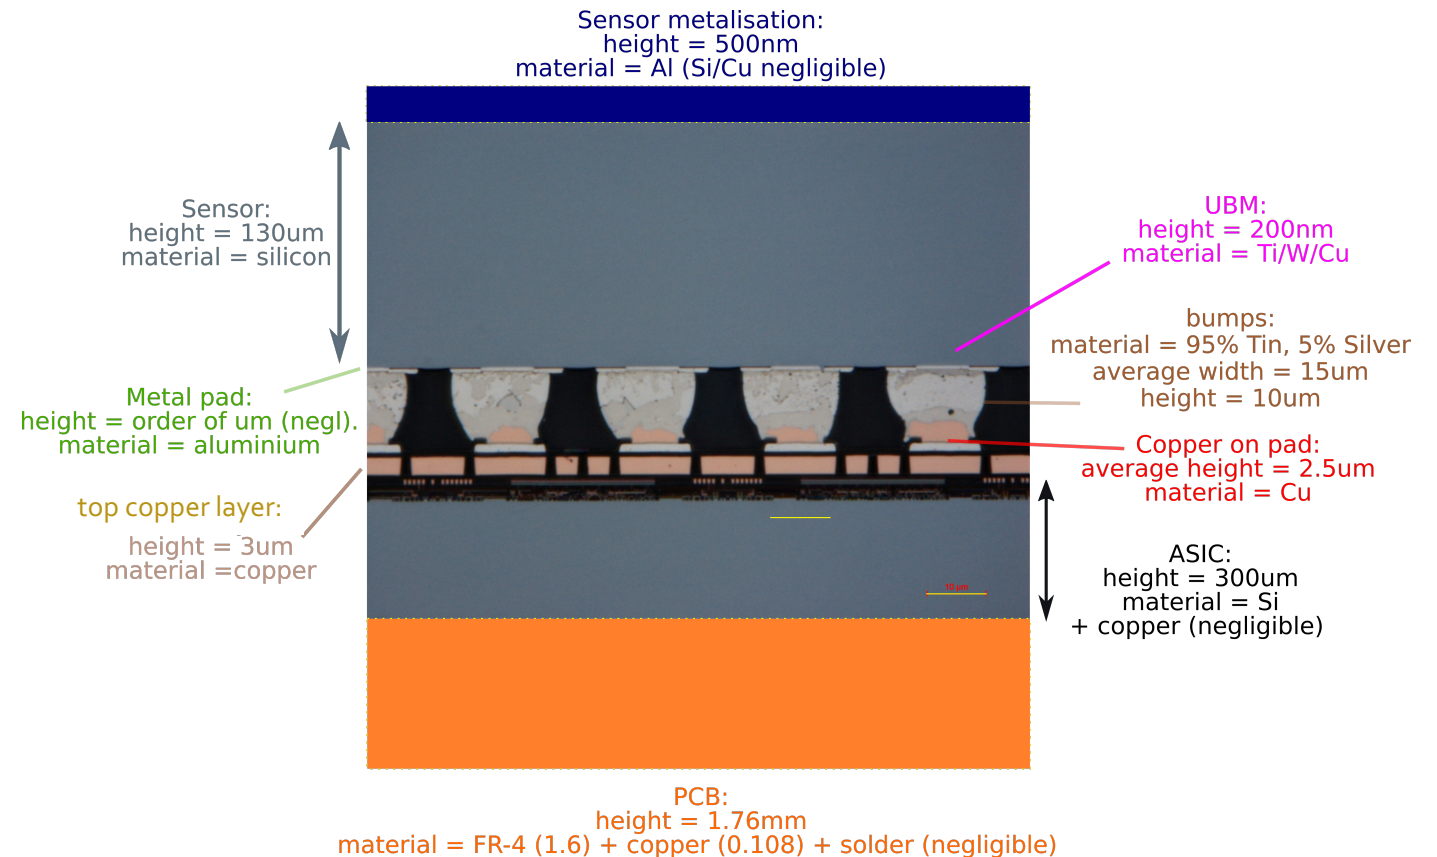 Sensor metalisation:
height = 500nm
material = Al (Si/Cu negligible)
Sensor:
height = 130um
material = silicon
UBM:
height = 200nm
material = Ti/W/Cu
bumps:
material = 95% Tin, 5% Silver
average width = 15um
height = 10um
Metal pad:
height = order of um (negl).
material = aluminium
Copper on pad:
average height = 2.5um
material = Cu
top copper layer:
height = 3um
material =copper
ASIC:
height = 300um
material = Si
+ copper (negligible)
10 µm
PCB:
height = 1.76mm
material = FR-4 (1.6) + copper (0.108) + solder (negligible)